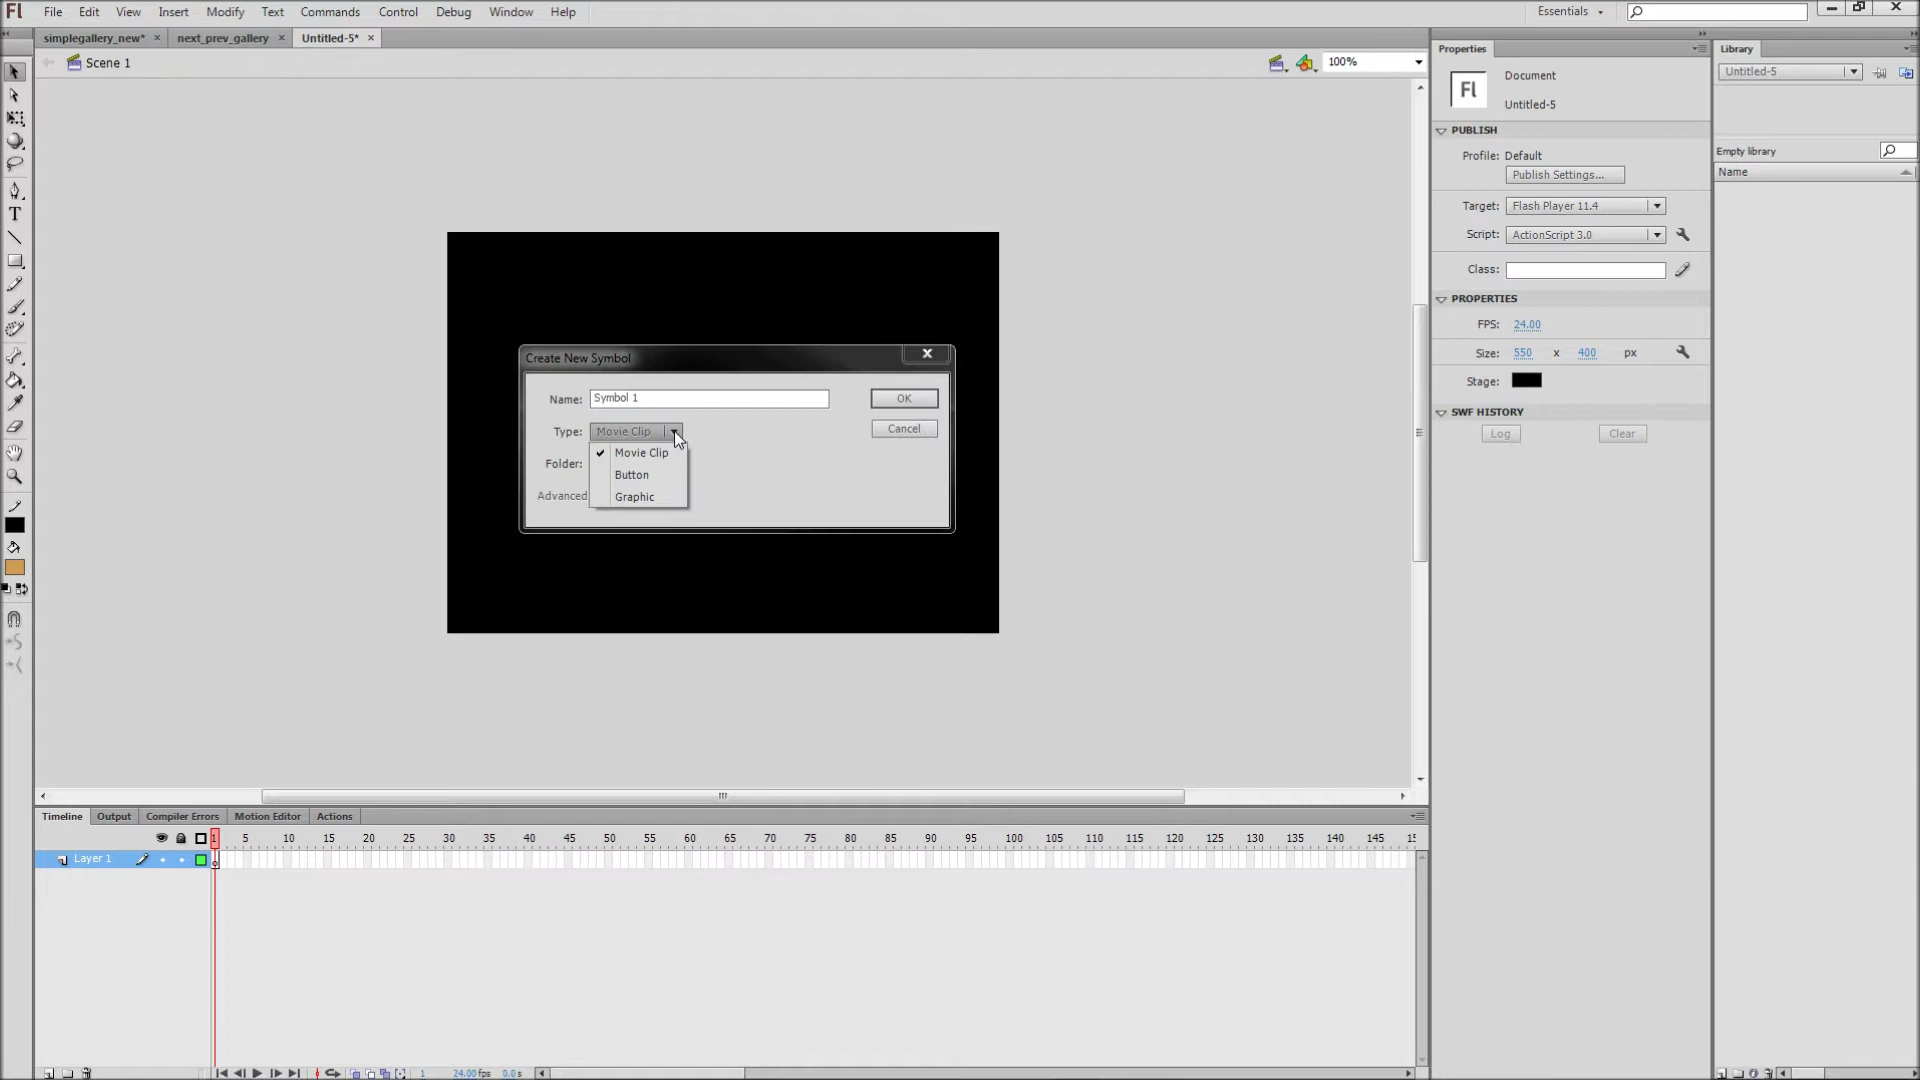 Fl File Edit View Insert Modify Text Commands Control Debug Window Help Essentials
simplegallery_new* next_prev_gallery Untitled-5*
Scene 1 100%
Properties
Fl Document
Untitled-5
PUBLISH
Profile: Default
Publish Settings...
Target: Flash Player 11.4
Script: ActionScript 3.0
Class:
PROPERTIES
FPS: 24.00
Size: 550 x 400 px
Stage:
SWF HISTORY
Log Clear
Library
Untitled-5
Empty library
Name
Create New Symbol
Name: Symbol 1 OK
Type: Movie Clip Cancel
Movie Clip
Folder:
Button
Advanced
Graphic
Timeline Output Compiler Errors Motion Editor Actions
1 5 10 15 20 25 30 35 40 45 50 55 60 65 70 75 80 85 90 95 100 105 110 115 120 125 130 135 140 145 15
Layer 1
1 24.00fps 0.0s